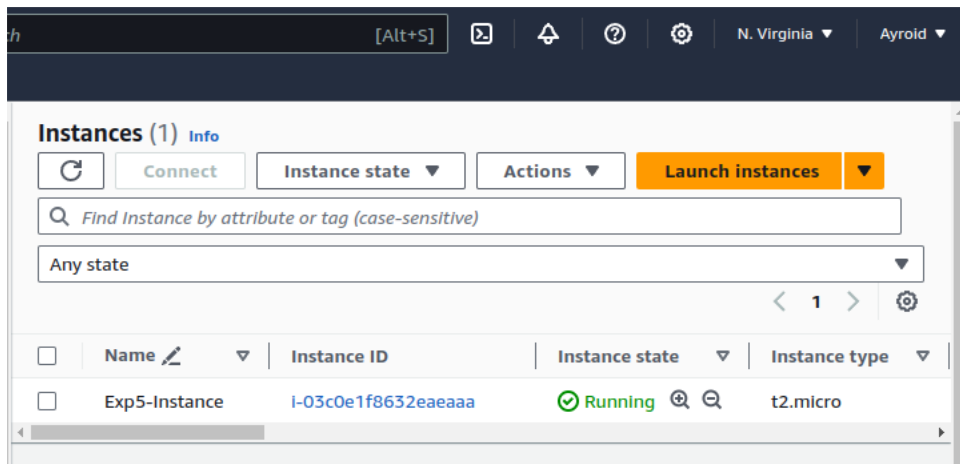 [Alt+S] N. Virginia ▼ Ayroid ▼
Instances (1) Info
Connect Instance state ▼ Actions ▼ Launch instances ▼
Find Instance by attribute or tag (case-sensitive)
Any state
1
Name Instance ID Instance state Instance type
Exp5-Instance i-03c0e1f8632eaeaaa Running t2.micro